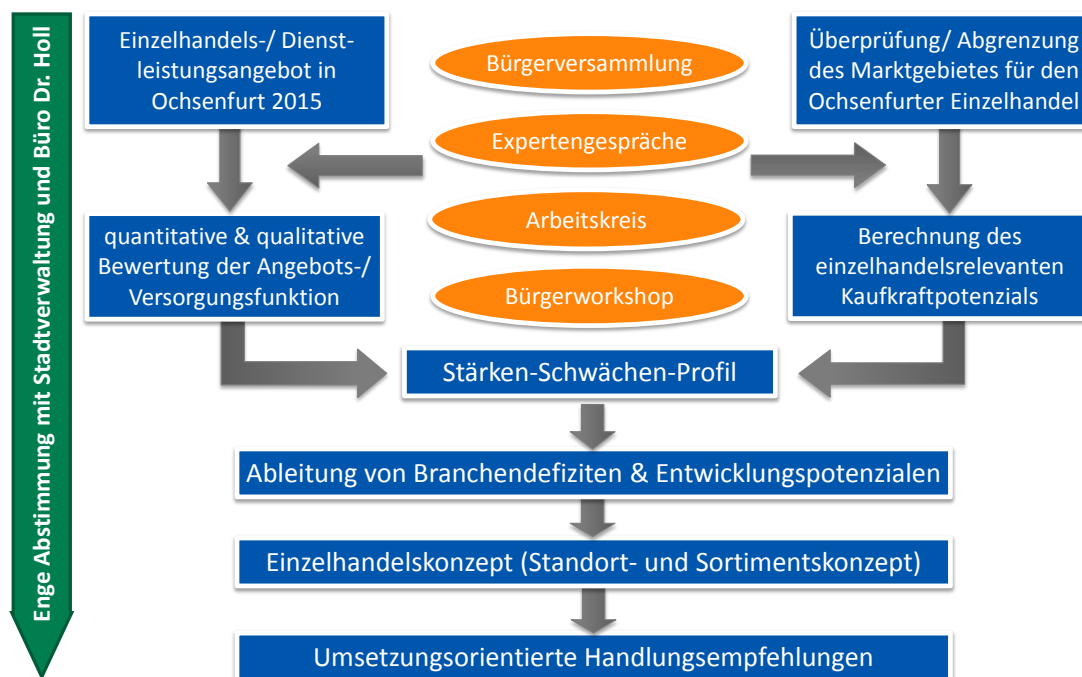 Enge Abstimmung mit Stadtverwaltung und Büro Dr. Holl
Einzelhandels-/ Dienst-
leistungsangebot in
Ochsenfurt 2015
Bürgerversammlung
Überprüfung/ Abgrenzung
des Marktgebietes für den
Ochsenfurter Einzelhandel
Expertengespräche
Arbeitskreis
quantitative & qualitative
Bewertung der Angebots-/
Versorgungsfunktion
Berechnung des
einzelhandelsrelevanten
Kaufkraftpotenzials
Bürgerworkshop
Stärken-Schwächen-Profil
Ableitung von Branchendefiziten & Entwicklungspotenzialen
Einzelhandelskonzept (Standort- und Sortimentskonzept)
Umsetzungsorientierte Handlungsempfehlungen